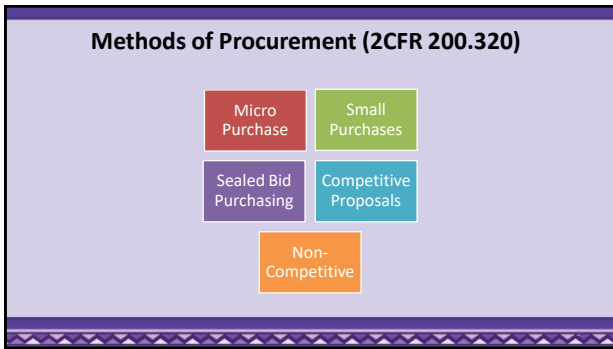 Methods of Procurement (2CFR 200.320)
Micro
Purchase
Small
Purchases
Sealed Bid
Purchasing
Competitive
Proposals
Non-
Competitive